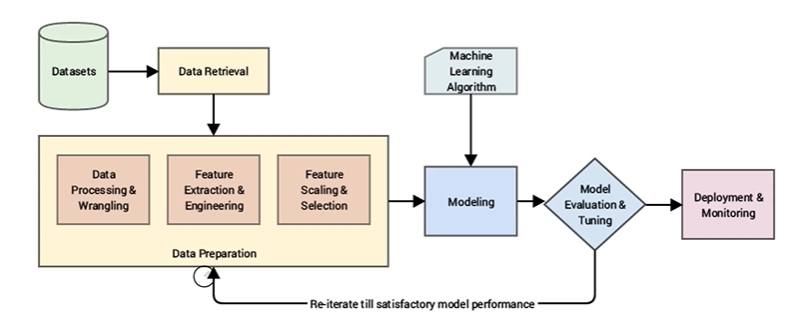 Datasets
Data Retrieval
Machine
Learning
Algorithm
Data
Processing &
Wrangling
Feature
Extraction &
Engineering
Feature
Scaling &
Selection
Data Preparation
Modeling
Model
Evaluation &
Tuning
Deployment &
Monitoring
Re-iterate till satisfactory model performance